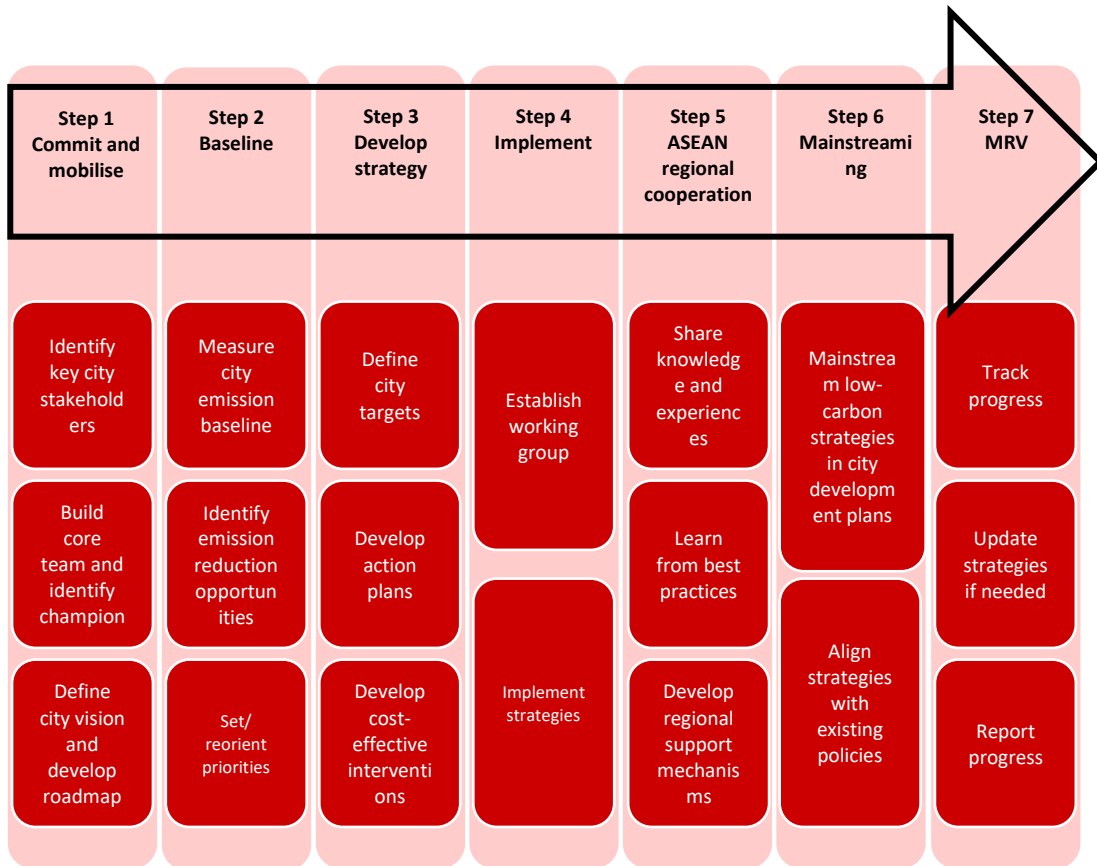 Step 1
Commit and
mobilise
Step 2
Baseline
Step 3
Develop
strategy
Step 4
Implement
Step 5
ASEAN
regional
cooperation
Step 6
Mainstreami
ng
Step 7
MRV
Identify
key city
stakehold
ers
Build
core
team and
identify
champion
Define
city vision
and
develop
roadmap
Measure
city
emission
baseline
Identify
emission
reduction
opportun
ities
Set/
reorient
priorities
Define
city
targets
Develop
action
plans
Develop
cost-
effective
interventi
ons
Establish
working
group
Implement
strategies
Share
knowledg
e and
experienc
es
Learn
from best
practices
Develop
regional
support
mechanis
ms
Mainstrea
m low-
carbon
strategies
in city
developm
ent plans
Align
strategies
with
existing
policies
Track
progress
Update
strategies
if needed
Report
progress